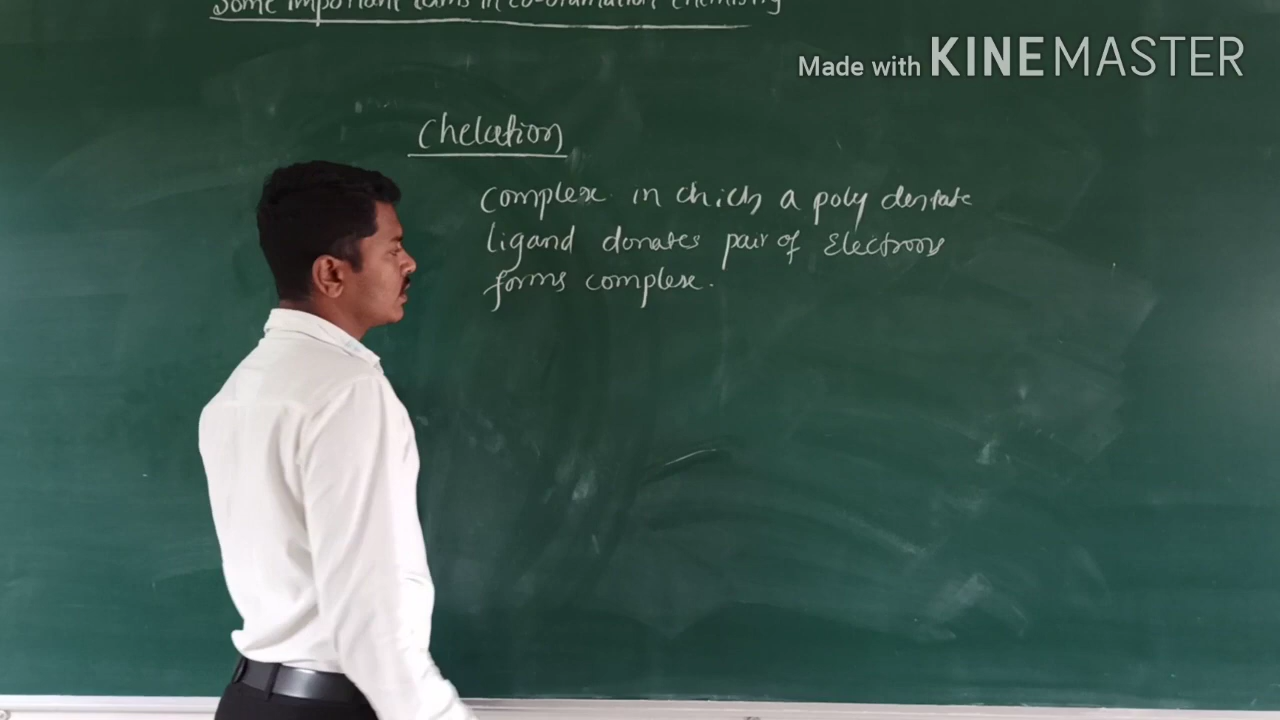 Some important terms in co-ordination chemistry
Made with KINEMASTER
Chelation
Complex in which a poly dentate
ligand donates pair of Electrons
forms complex.